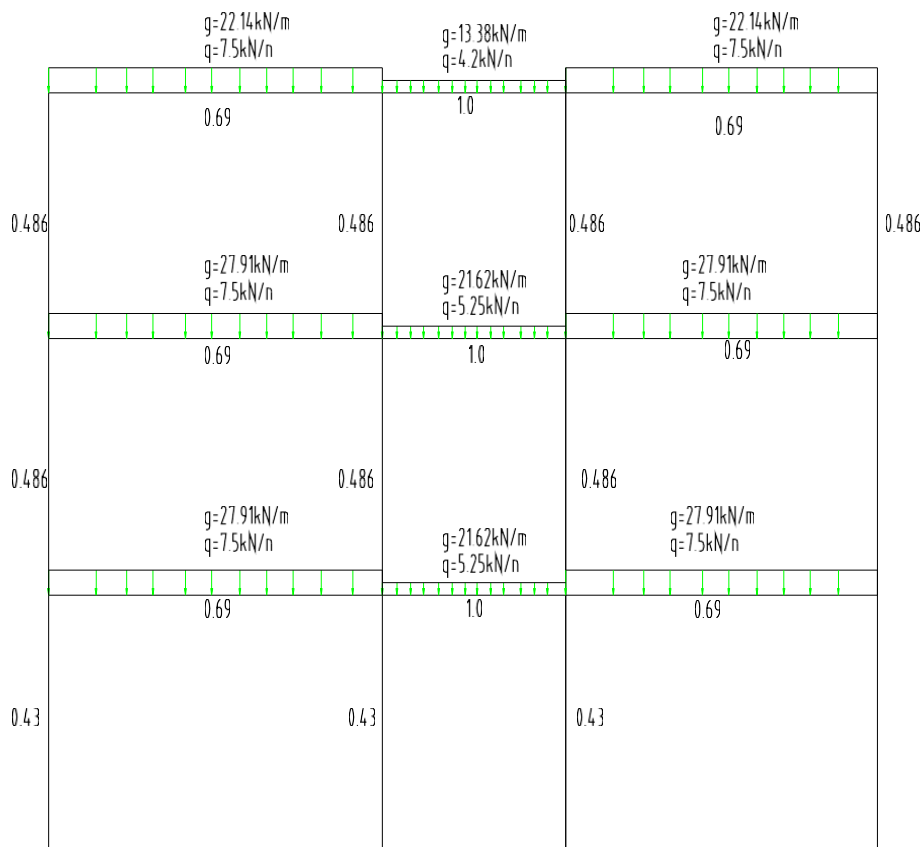 g=22.14kN/m
q=7.5kN/n
g=13.38kN/m
q=4.2kN/n
g=22.14kN/m
q=7.5kN/n
0.69
1.0
0.69
0.486
0.486
0.486
0.486
g=27.91kN/m
q=7.5kN/n
g=21.62kN/m
q=5.25kN/n
g=27.91kN/m
q=7.5kN/n
0.69
1.0
0.69
0.486
0.486
0.486
g=27.91kN/m
q=7.5kN/n
g=21.62kN/m
q=5.25kN/n
g=27.91kN/m
q=7.5kN/n
0.69
1.0
0.69
0.43
0.43
0.43